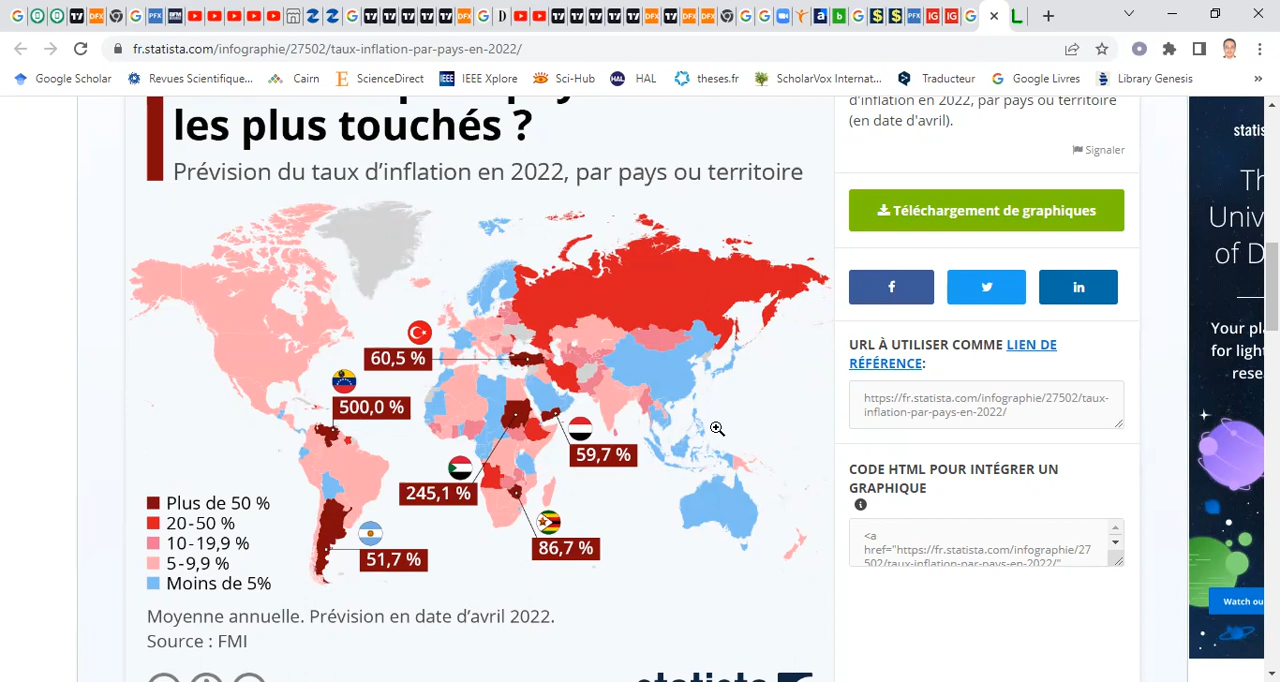 fr.statista.com/infographie/27502/taux-inflation-par-pays-en-2022/
Google Scholar
Revues Scientifique...
Cairn
ScienceDirect
IEEE Xplore
Sci-Hub
HAL
theses.fr
ScholarVox Internat...
Traducteur
Google Livres
Library Genesis
»
les plus touchés ?
Prévision du taux d'inflation en 2022, par pays ou territoire
60,5 %
500,0 %
59,7 %
245,1 %
86,7 %
51,7 %
Plus de 50 %
20-50 %
10-19,9 %
5-9,9 %
Moins de 5%
Moyenne annuelle. Prévision en date d'avril 2022.
Source : FMI
statista
d'inflation en 2022, par pays ou territoire
(en date d'avril).
Signaler
Téléchargement de graphiques
URL À UTILISER COMME LIEN DE
RÉFÉRENCE:
https://fr.statista.com/infographie/27502/taux-
inflation-par-pays-en-2022/
CODE HTML POUR INTÉGRER UN
GRAPHIQUE
<a
href="https://fr.statista.com/infographie/27
502/taux-inflation-par-pays-en-2022/"
statis
Th
Univ
of D
Your pl
for light
rese
Watch ou